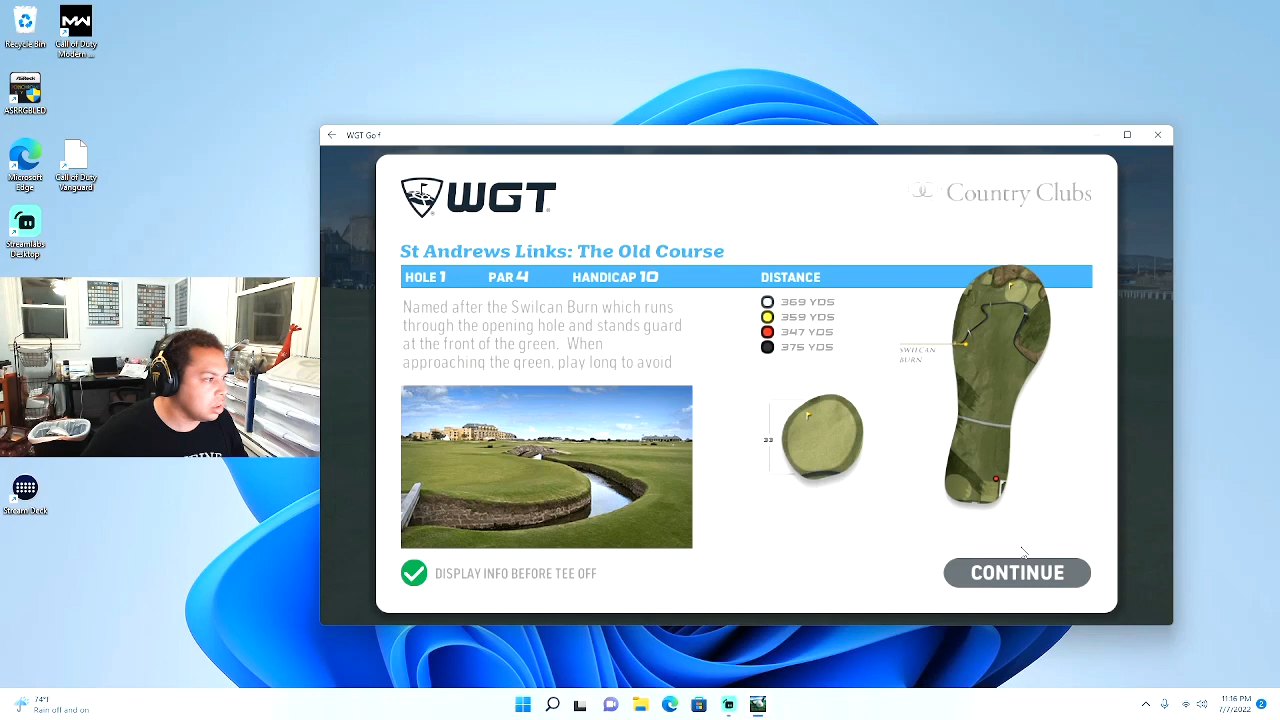 Recycle Bin
Call of Duty
Modern ...
ASRRGBLED
Microsoft
Edge
Call of Duty
Vanguard
Streamlabs
Desktop
Stream Deck
WGT Golf
WGT
Country Clubs
St Andrews Links: The Old Course
HOLE 1 PAR 4 HANDICAP 10 DISTANCE
Named after the Swilcan Burn which runs
through the opening hole and stands guard
at the front of the green. When
approaching the green, play long to avoid
369 YDS
359 YDS
347 YDS
375 YDS
SWILCAN
BURN
33
DISPLAY INFO BEFORE TEE OFF
CONTINUE
74°F
Rain off and on
11:16 PM
7/7/2022
2